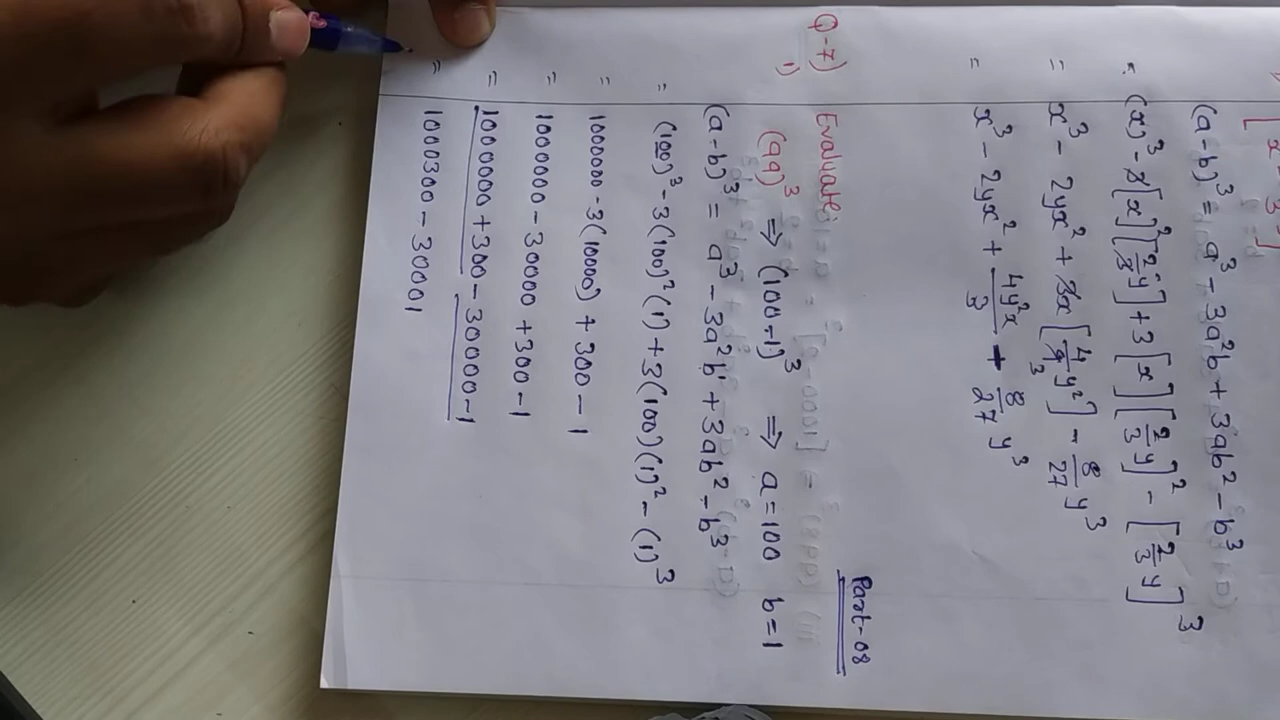 (a-b)³ = a³ - 3a²b + 3ab² - b³
= (x)³ - 3[x]²[2/3 y] + 3[x][2/3 y]² - [2/3 y]³
= x³ - 2yx² + 3x[4/9 y²] - 8/27 y³
= x³ - 2yx² + 4y²x/3 - 8/27 y³
Part-08
Q-7) Evaluate:
1) (99)³ ⇒ (100-1)³ ⇒ a=100 b=1
(a-b)³ = a³ - 3a²b + 3ab² - b³
= (100)³ - 3(100)²(1) + 3(100)(1)² - (1)³
= 1000000 - 3(10000) + 300 - 1
= 1000000 - 30000 + 300 - 1
= 1000000 + 300 - 30000 - 1
= 1000300 - 30001